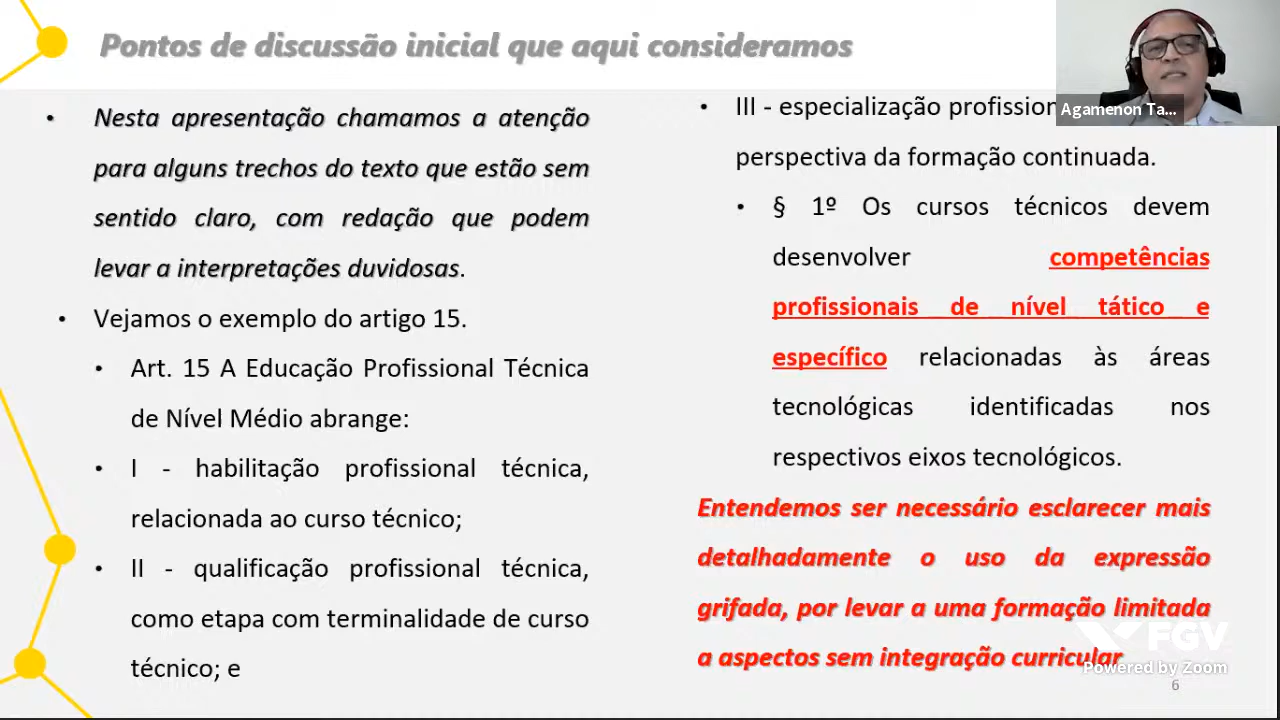 Pontos de discussão inicial que aqui consideramos
• Nesta apresentação chamamos a atenção
para alguns trechos do texto que estão sem
sentido claro, com redação que podem
levar a interpretações duvidosas.
• Vejamos o exemplo do artigo 15.
• Art. 15 A Educação Profissional Técnica
de Nível Médio abrange:
• I - habilitação profissional técnica,
relacionada ao curso técnico;
• II - qualificação profissional técnica,
como etapa com terminalidade de curso
técnico; e
• III - especialização profission
perspectiva da formação continuada.
• § 1º Os cursos técnicos devem
desenvolver competências
profissionais de nível tático e
específico relacionadas às áreas
tecnológicas identificadas nos
respectivos eixos tecnológicos.
Entendemos ser necessário esclarecer mais
detalhadamente o uso da expressão
grifada, por levar a uma formação limitada
a aspectos sem integração curricular
Agamenon Ta...
FGV
Powered by Zoom
6